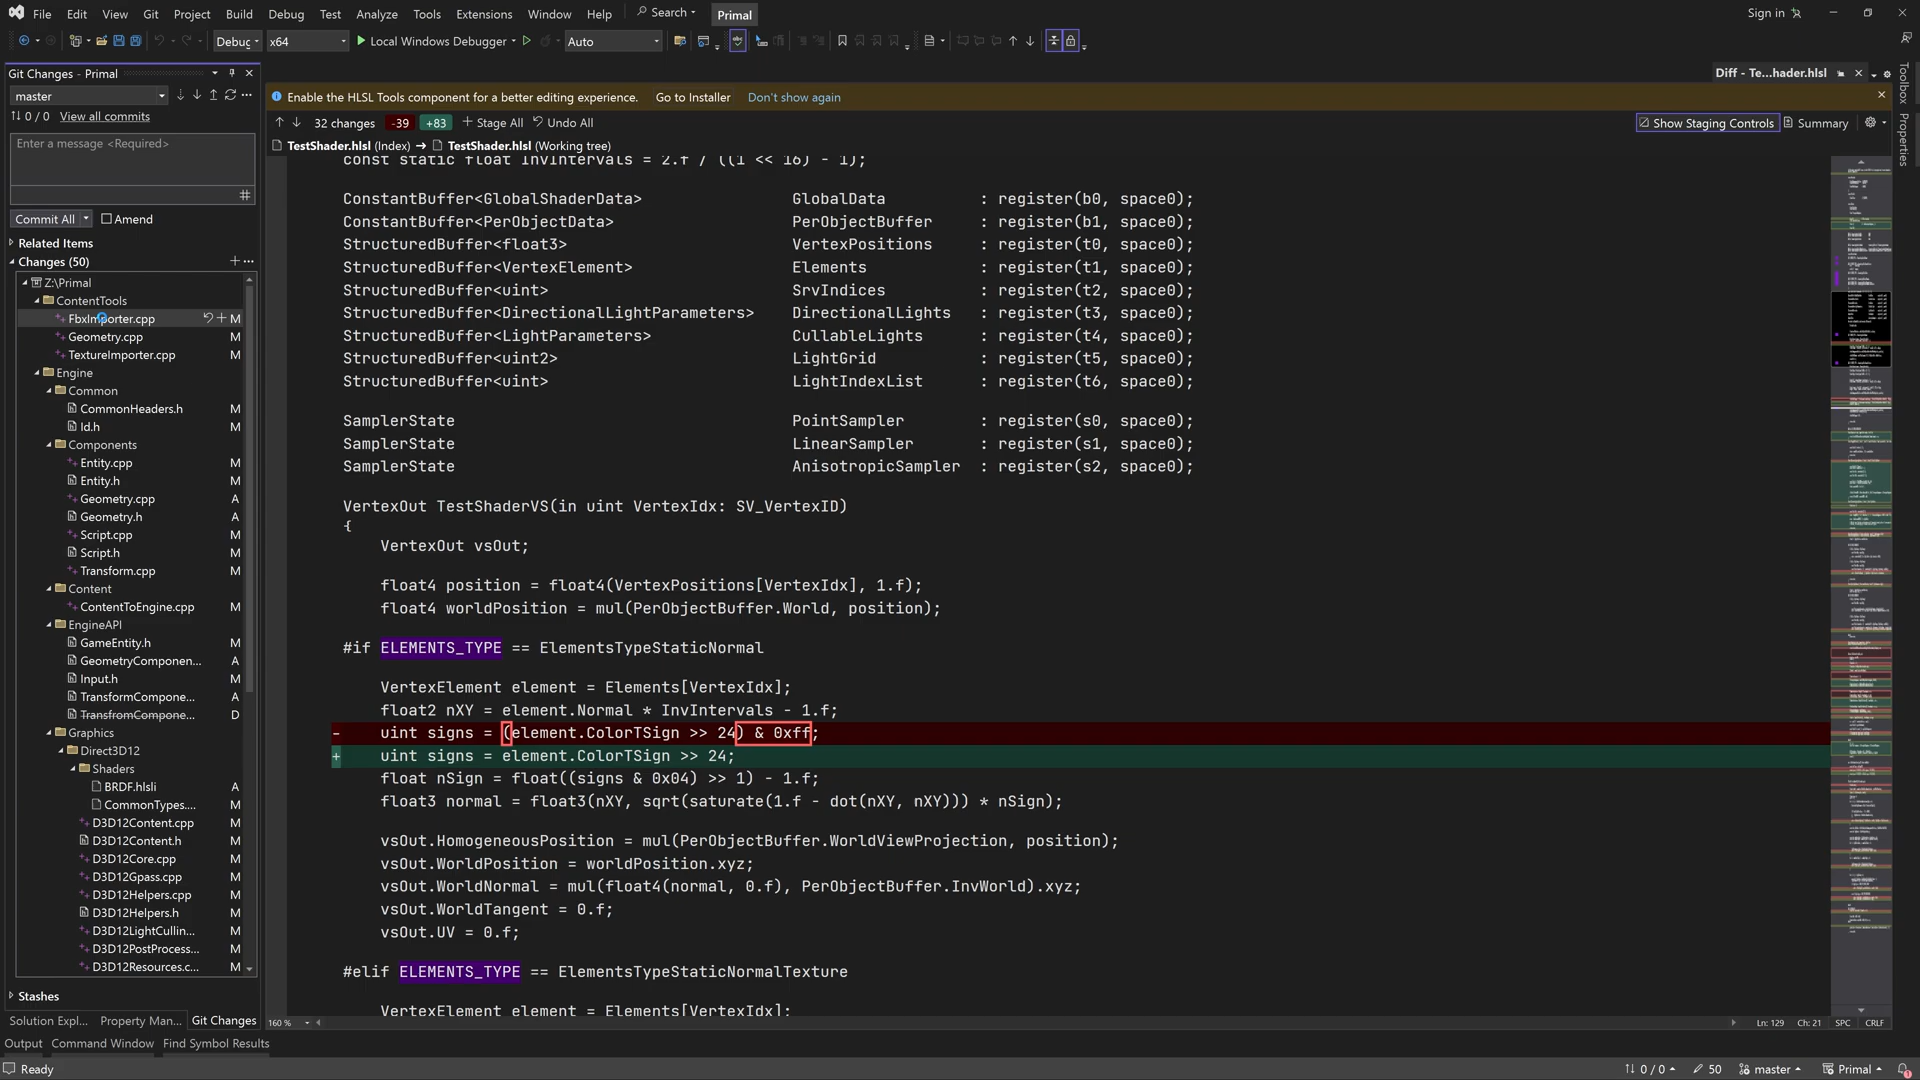 File Edit View Git Project Build Debug Test Analyze Tools Extensions Window Help Search Primal Sign in
Debug x64 Local Windows Debugger Auto
Git Changes - Primal
Diff - Te...hader.hlsl
master
Enable the HLSL Tools component for a better editing experience. Go to Installer Don't show again
0 / 0 View all commits
32 changes -39 +83 Stage All Undo All
Show Staging Controls Summary
Enter a message <Required>
TestShader.hlsl (Index) → TestShader.hlsl (Working tree)
Commit All Amend
Related Items
Changes (50)
Z:\Primal
ContentTools
FbxImporter.cpp M
Geometry.cpp M
TextureImporter.cpp M
Engine
Common
CommonHeaders.h M
Id.h M
Components
Entity.cpp M
Entity.h M
Geometry.cpp A
Geometry.h A
Script.cpp M
Script.h M
Transform.cpp M
Content
ContentToEngine.cpp M
EngineAPI
GameEntity.h M
GeometryComponen... A
Input.h M
TransformCompone... A
TransfromCompone... D
Graphics
Direct3D12
Shaders
BRDF.hlsli A
CommonTypes.... M
D3D12Content.cpp M
D3D12Content.h M
D3D12Core.cpp M
D3D12Gpass.cpp M
D3D12Helpers.cpp M
D3D12Helpers.h M
D3D12LightCullin... M
D3D12PostProcess... M
D3D12Resources.c... M
Stashes
Solution Expl... Property Man... Git Changes
const static float InvIntervals = 2.f / ((1 << 16) - 1);
ConstantBuffer<GlobalShaderData> GlobalData : register(b0, space0);
ConstantBuffer<PerObjectData> PerObjectBuffer : register(b1, space0);
StructuredBuffer<float3> VertexPositions : register(t0, space0);
StructuredBuffer<VertexElement> Elements : register(t1, space0);
StructuredBuffer<uint> SrvIndices : register(t2, space0);
StructuredBuffer<DirectionalLightParameters> DirectionalLights : register(t3, space0);
StructuredBuffer<LightParameters> CullableLights : register(t4, space0);
StructuredBuffer<uint2> LightGrid : register(t5, space0);
StructuredBuffer<uint> LightIndexList : register(t6, space0);
SamplerState PointSampler : register(s0, space0);
SamplerState LinearSampler : register(s1, space0);
SamplerState AnisotropicSampler : register(s2, space0);
VertexOut TestShaderVS(in uint VertexIdx: SV_VertexID)
{
VertexOut vsOut;
float4 position = float4(VertexPositions[VertexIdx], 1.f);
float4 worldPosition = mul(PerObjectBuffer.World, position);
#if ELEMENTS_TYPE == ElementsTypeStaticNormal
VertexElement element = Elements[VertexIdx];
float2 nXY = element.Normal * InvIntervals - 1.f;
- uint signs = (element.ColorTSign >> 24) & 0xff;
+ uint signs = element.ColorTSign >> 24;
float nSign = float((signs & 0x04) >> 1) - 1.f;
float3 normal = float3(nXY, sqrt(saturate(1.f - dot(nXY, nXY))) * nSign);
vsOut.HomogeneousPosition = mul(PerObjectBuffer.WorldViewProjection, position);
vsOut.WorldPosition = worldPosition.xyz;
vsOut.WorldNormal = mul(float4(normal, 0.f), PerObjectBuffer.InvWorld).xyz;
vsOut.WorldTangent = 0.f;
vsOut.UV = 0.f;
#elif ELEMENTS_TYPE == ElementsTypeStaticNormalTexture
VertexElement element = Elements[VertexIdx];
160 % Ln: 129 Ch: 21 SPC CRLF
Toolbox
Properties
Output Command Window Find Symbol Results
Ready 0 / 0 50 master Primal